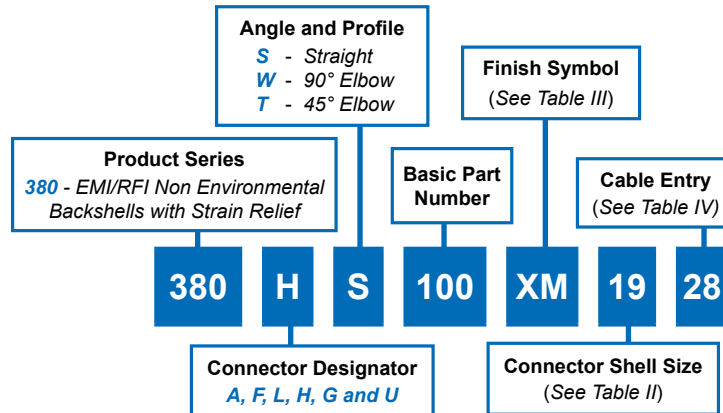 Angle and Profile
S - Straight
W - 90° Elbow
T - 45° Elbow
Finish Symbol
(See Table III)
Product Series
380 - EMI/RFI Non Environmental
Backshells with Strain Relief
Basic Part
Number
Cable Entry
(See Table IV)
380 H S 100 XM 19 28
Connector Designator
A, F, L, H, G and U
Connector Shell Size
(See Table II)